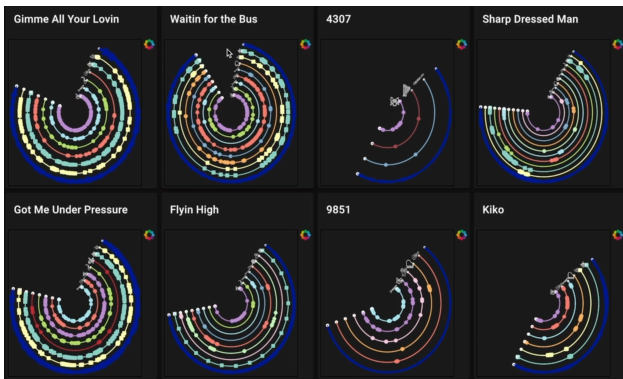 Gimme All Your Lovin
Waitin for the Bus
4307
Sharp Dressed Man
Got Me Under Pressure
Flyin High
9851
Kiko